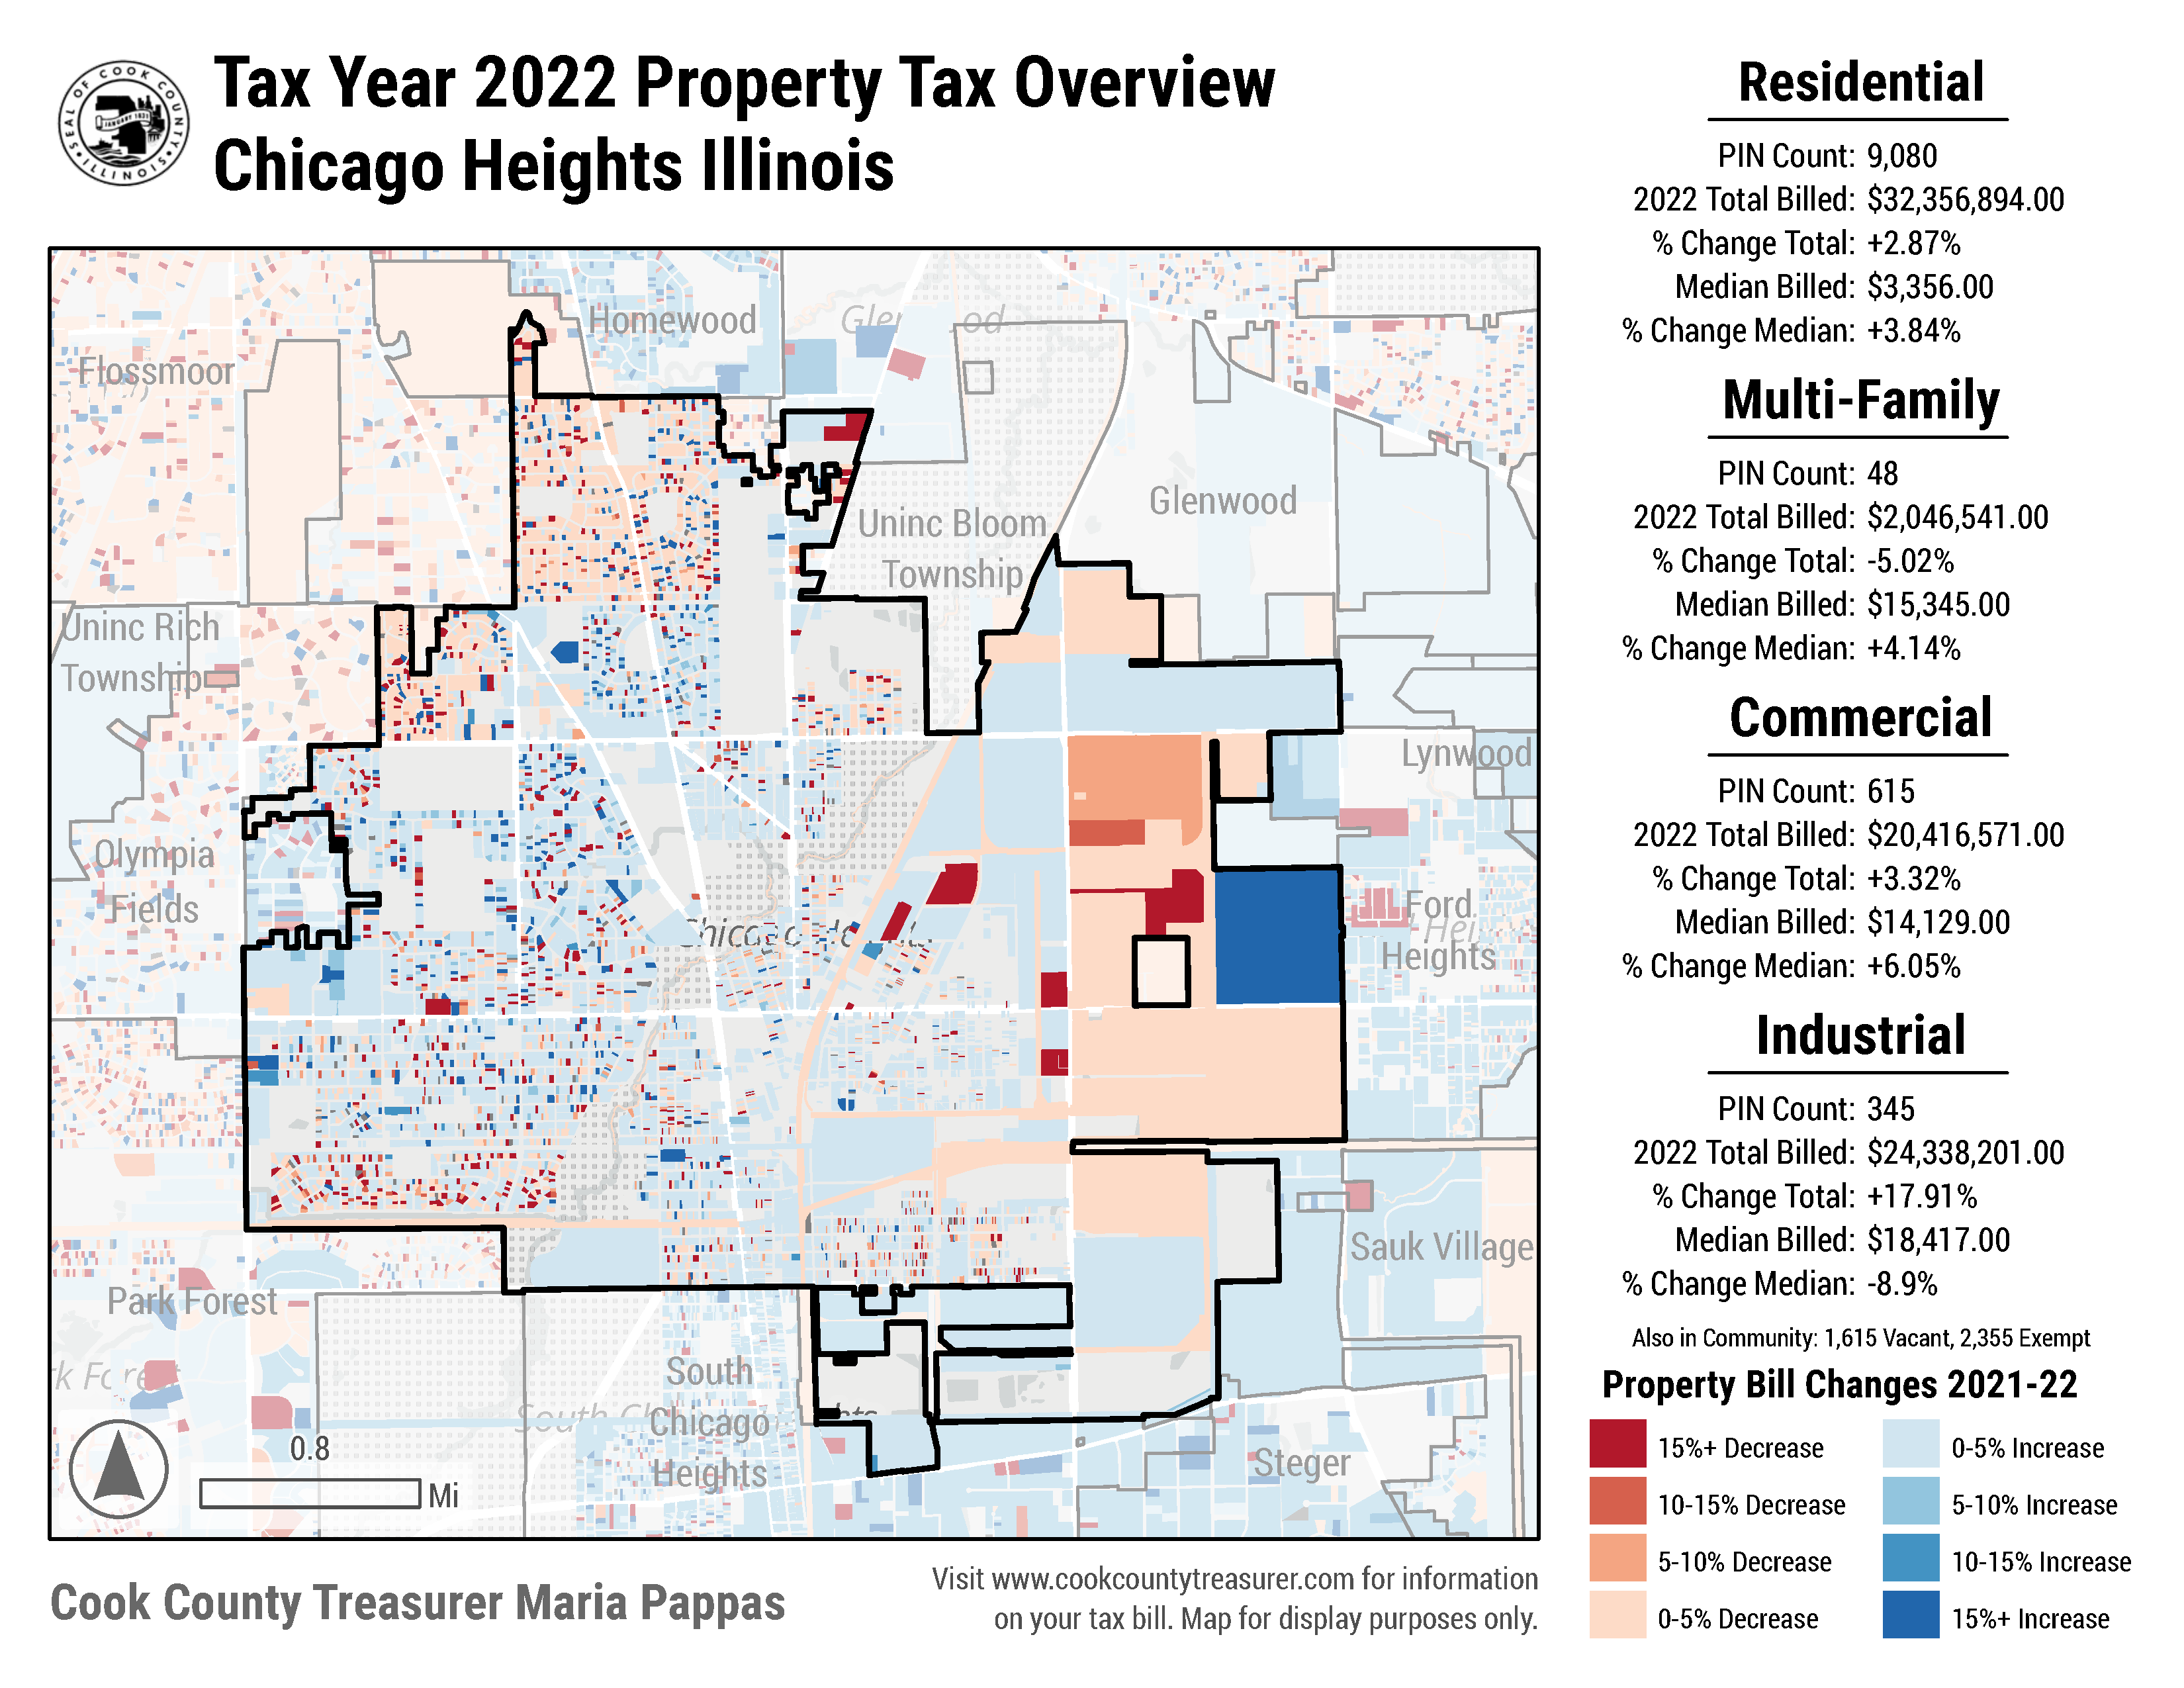 SEAL OF COOK COUNTY
ILLINOIS
JANUARY 1831
Tax Year 2022 Property Tax Overview
Chicago Heights Illinois
Homewood
Flossmoor
Glenwood
Uninc Bloom
Township
Uninc Rich
Township
Lynwood
Olympia
Fields
Chicago Heights
Ford
Heights
Sauk Village
Park Forest
South
Chicago
Heights
Steger
0.8
Mi
Cook County Treasurer Maria Pappas
Visit www.cookcountytreasurer.com for information
on your tax bill. Map for display purposes only.
Residential
PIN Count: 9,080
2022 Total Billed: $32,356,894.00
% Change Total: +2.87%
Median Billed: $3,356.00
% Change Median: +3.84%
Multi-Family
PIN Count: 48
2022 Total Billed: $2,046,541.00
% Change Total: -5.02%
Median Billed: $15,345.00
% Change Median: +4.14%
Commercial
PIN Count: 615
2022 Total Billed: $20,416,571.00
% Change Total: +3.32%
Median Billed: $14,129.00
% Change Median: +6.05%
Industrial
PIN Count: 345
2022 Total Billed: $24,338,201.00
% Change Total: +17.91%
Median Billed: $18,417.00
% Change Median: -8.9%
Also in Community: 1,615 Vacant, 2,355 Exempt
Property Bill Changes 2021-22
15%+ Decrease
0-5% Increase
10-15% Decrease
5-10% Increase
5-10% Decrease
10-15% Increase
0-5% Decrease
15%+ Increase